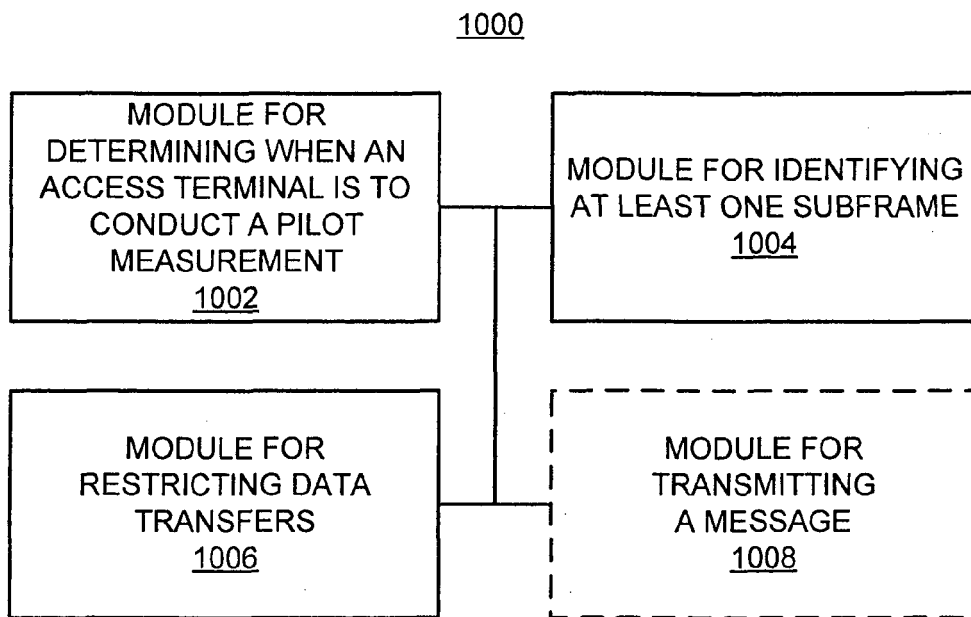 1000
MODULE FOR
DETERMINING WHEN AN
ACCESS TERMINAL IS TO
CONDUCT A PILOT
MEASUREMENT
1002
MODULE FOR IDENTIFYING
AT LEAST ONE SUBFRAME
1004
MODULE FOR
RESTRICTING DATA
TRANSFERS
1006
MODULE FOR
TRANSMITTING
A MESSAGE
1008